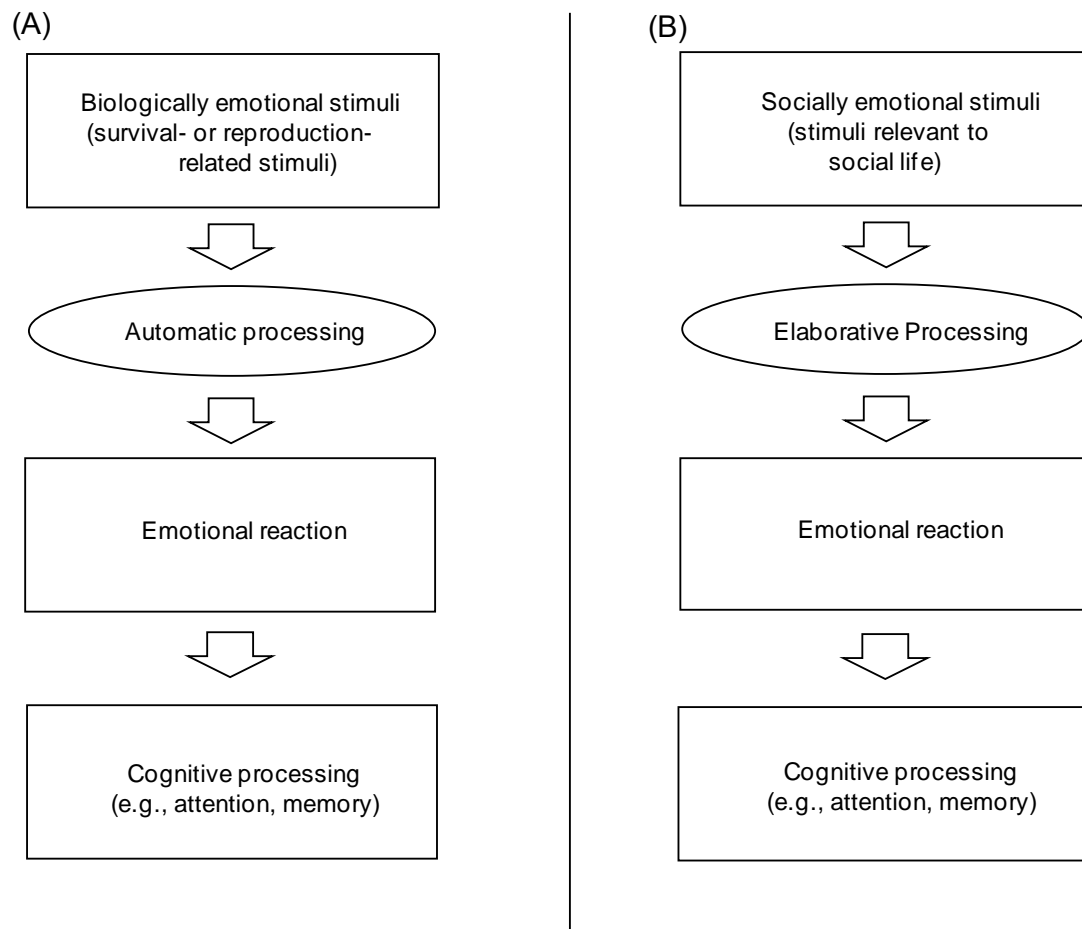 (A)
Biologically emotional stimuli
(survival- or reproduction-
related stimuli)
Automatic processing
Emotional reaction
Cognitive processing
(e.g., attention, memory)
(B)
Socially emotional stimuli
(stimuli relevant to
social life)
Elaborative Processing
Emotional reaction
Cognitive processing
(e.g., attention, memory)